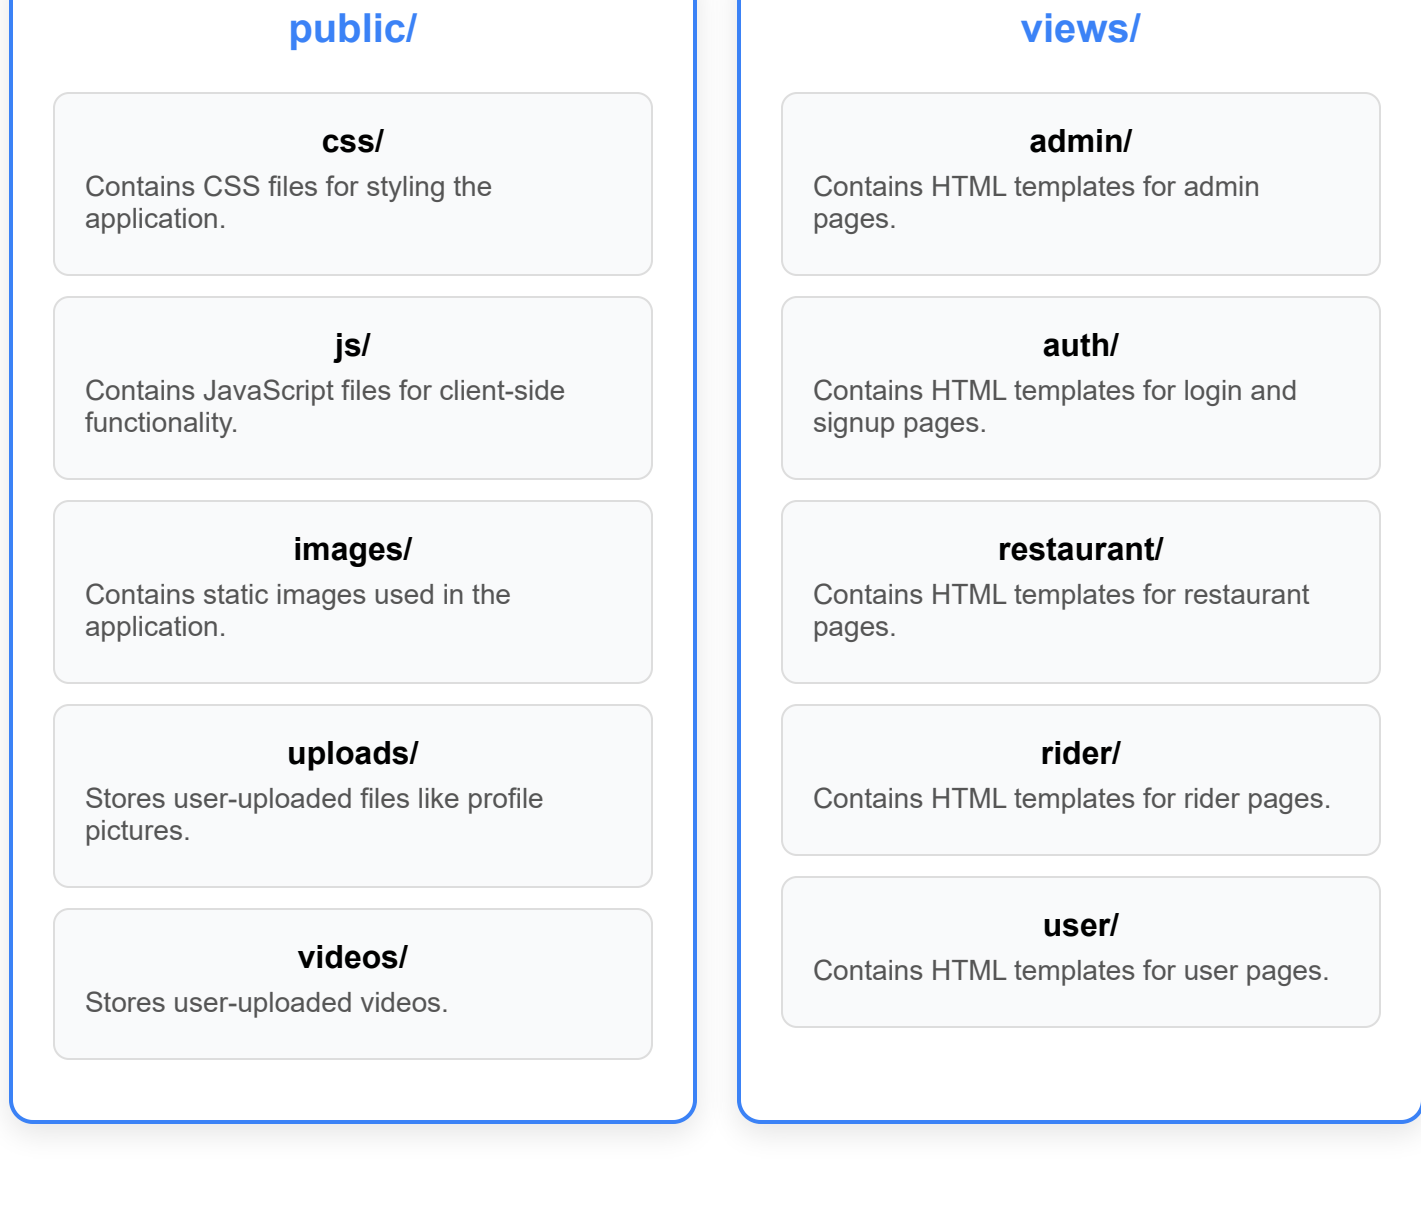 public/
css/
Contains CSS files for styling the
application.
js/
Contains JavaScript files for client-side
functionality.
images/
Contains static images used in the
application.
uploads/
Stores user-uploaded files like profile
pictures.
videos/
Stores user-uploaded videos.
views/
admin/
Contains HTML templates for admin
pages.
auth/
Contains HTML templates for login and
signup pages.
restaurant/
Contains HTML templates for restaurant
pages.
rider/
Contains HTML templates for rider pages.
user/
Contains HTML templates for user pages.